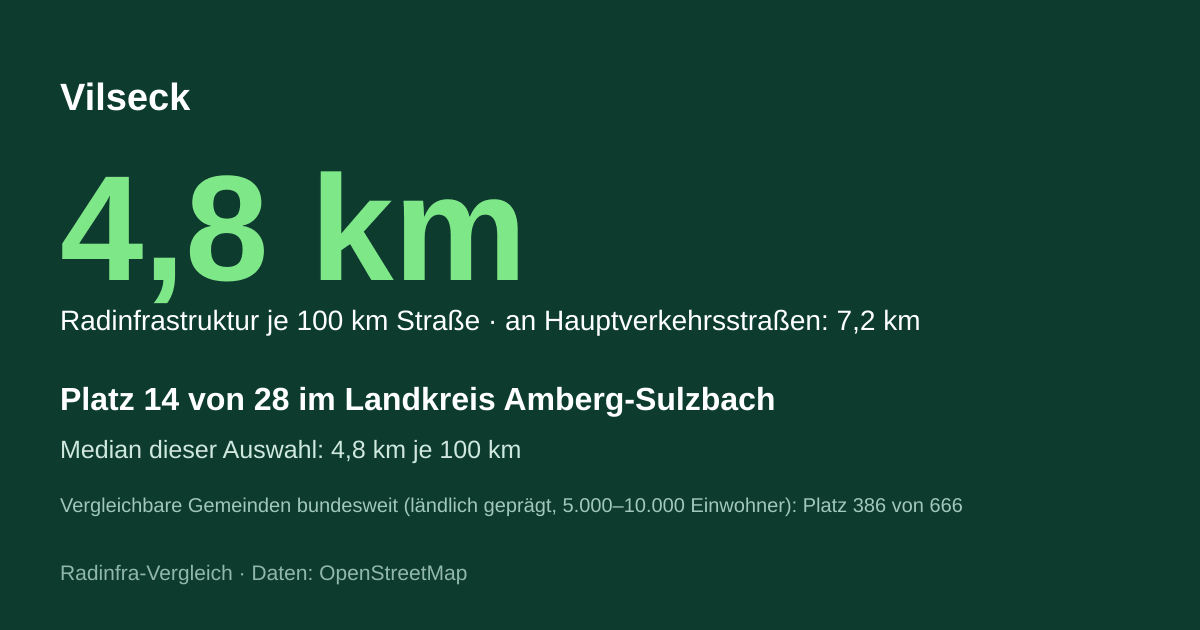 Vilseck
4,8 km
Radinfrastruktur je 100 km Straße · an Hauptverkehrsstraßen: 7,2 km
Platz 14 von 28 im Landkreis Amberg-Sulzbach
Median dieser Auswahl: 4,8 km je 100 km
Vergleichbare Gemeinden bundesweit (ländlich geprägt, 5.000–10.000 Einwohner): Platz 386 von 666
Radinfra-Vergleich · Daten: OpenStreetMap